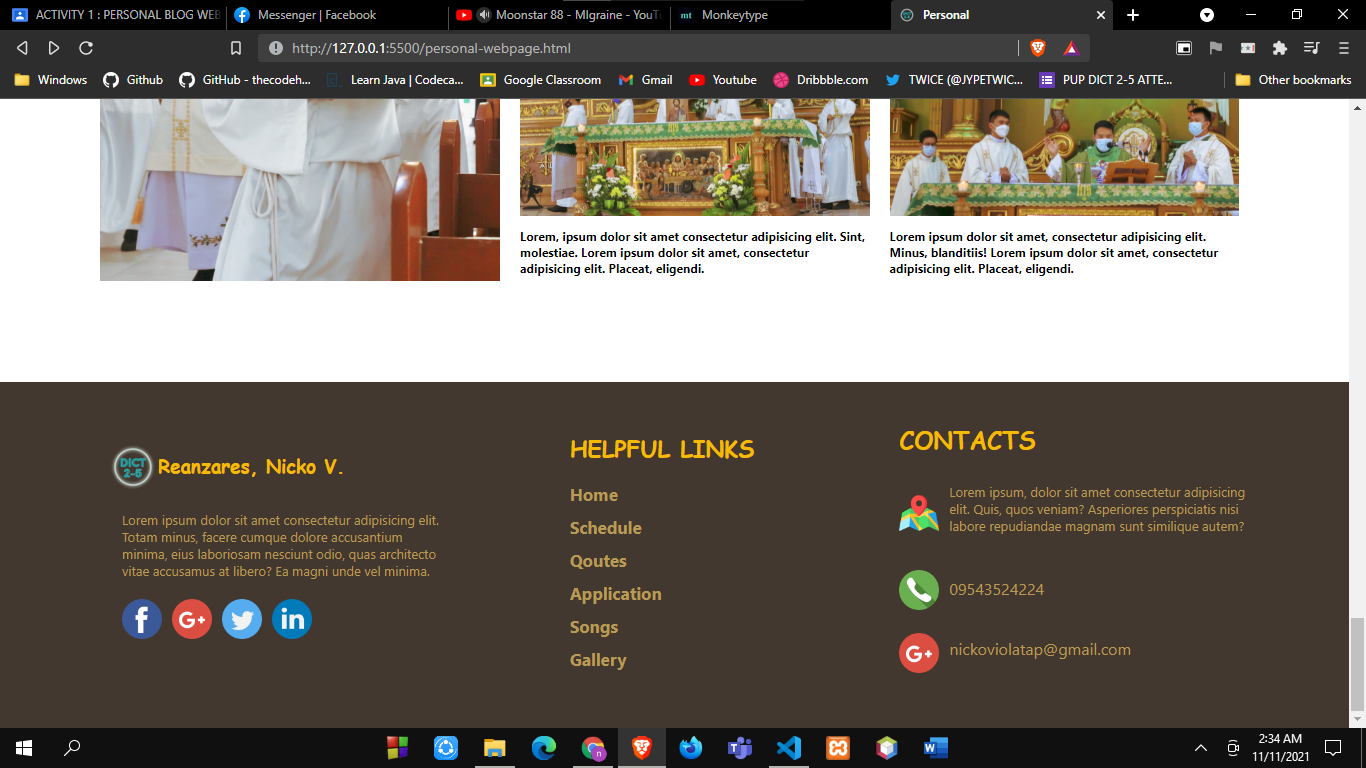 ACTIVITY 1 : PERSONAL BLOG WEB
Messenger | Facebook
Moonstar 88 - MIgraine - YouTu
mt Monkeytype
Personal
http://127.0.0.1:5500/personal-webpage.html
Windows
Github
GitHub - thecodeh...
Learn Java | Codeca...
Google Classroom
Gmail
Youtube
Dribbble.com
TWICE (@JYPETWIC...
PUP DICT 2-5 ATTE...
Other bookmarks
Lorem, ipsum dolor sit amet consectetur adipisicing elit. Sint,
molestiae. Lorem ipsum dolor sit amet, consectetur
adipisicing elit. Placeat, eligendi.
Lorem ipsum dolor sit amet, consectetur adipisicing elit.
Minus, blanditiis! Lorem ipsum dolor sit amet, consectetur
adipisicing elit. Placeat, eligendi.
DICT
2-5
Reanzares, Nicko V.
Lorem ipsum dolor sit amet consectetur adipisicing elit.
Totam minus, facere cumque dolore accusantium
minima, eius laboriosam nesciunt odio, quas architecto
vitae accusamus at libero? Ea magni unde vel minima.
HELPFUL LINKS
Home
Schedule
Qoutes
Application
Songs
Gallery
CONTACTS
Lorem ipsum, dolor sit amet consectetur adipisicing
elit. Quis, quos veniam? Asperiores perspiciatis nisi
labore repudiandae magnam sunt similique autem?
09543524224
nickoviolatap@gmail.com
2:34 AM
11/11/2021